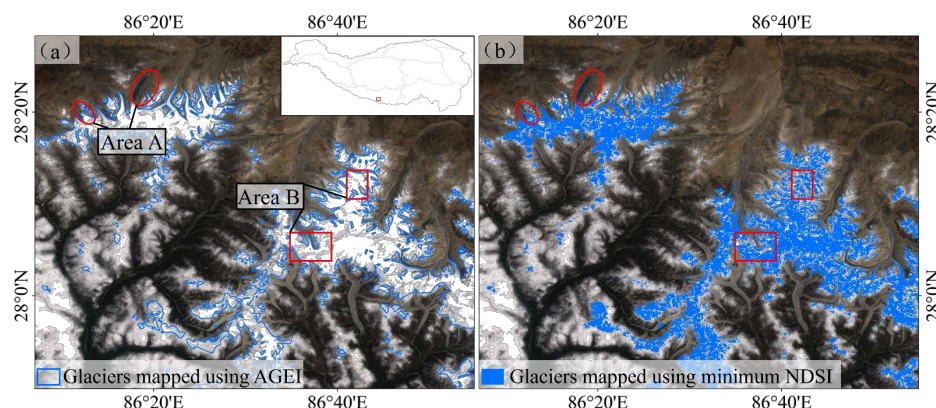 86°20'E 86°40'E 86°20'E 86°40'E
（a） （b）
28°20'N 28°20'N
Area A
Area B
28°0'N 28°0'N
Glaciers mapped using AGEI Glaciers mapped using minimum NDSI
86°20'E 86°40'E 86°20'E 86°40'E